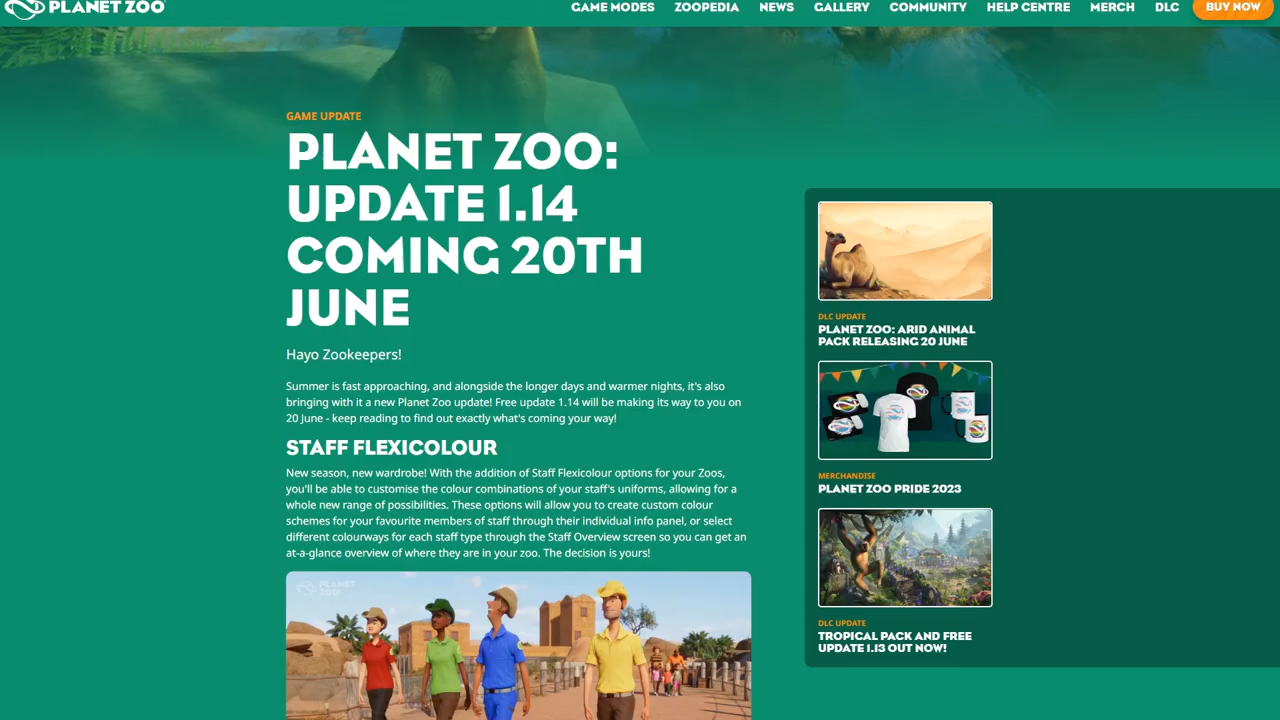 PLANET ZOO
GAME MODES ZOOPEDIA NEWS GALLERY COMMUNITY HELP CENTRE MERCH DLC BUY NOW
GAME UPDATE
PLANET ZOO:
UPDATE 1.14
COMING 20TH
JUNE
Hayo Zookeepers!
Summer is fast approaching, and alongside the longer days and warmer nights, it's also
bringing with it a new Planet Zoo update! Free update 1.14 will be making its way to you on
20 June - keep reading to find out exactly what's coming your way!
STAFF FLEXICOLOUR
New season, new wardrobe! With the addition of Staff Flexicolour options for your Zoos,
you'll be able to customise the colour combinations of your staff's uniforms, allowing for a
whole new range of possibilities. These options will allow you to create custom colour
schemes for your favourite members of staff through their individual info panel, or select
different colourways for each staff type through the Staff Overview screen so you can get an
at-a-glance overview of where they are in your zoo. The decision is yours!
PLANET
ZOO
DLC UPDATE
PLANET ZOO: ARID ANIMAL
PACK RELEASING 20 JUNE
MERCHANDISE
PLANET ZOO PRIDE 2023
DLC UPDATE
TROPICAL PACK AND FREE
UPDATE 1.13 OUT NOW!